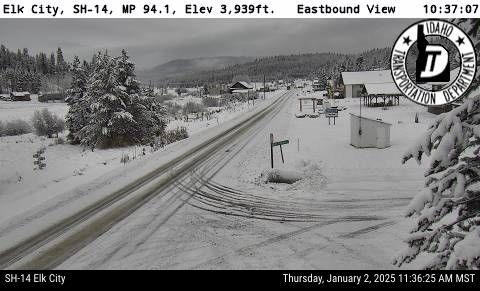 Elk City, SH-14, MP 94.1, Elev 3,939ft. Eastbound View 10:37:07
IDAHO
TRANSPORTATION DEPARTMENT
SH-14 Elk City Thursday, January 2, 2025 11:36:25 AM MST